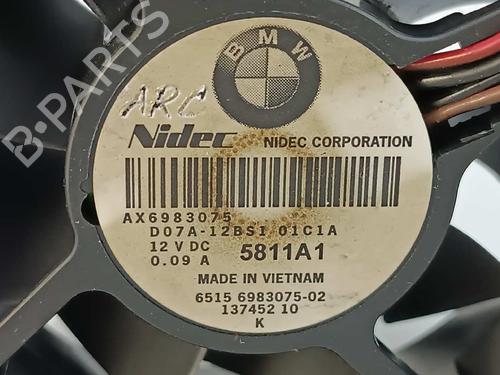 B-PARTS
BMW
ARC
Nidec NIDEC CORPORATION
AX6983075
D07A-12BS1 01C1A
12 V DC
0.09 A
5811A1
MADE IN VIETNAM
6515 6983075-02
137452 10
K